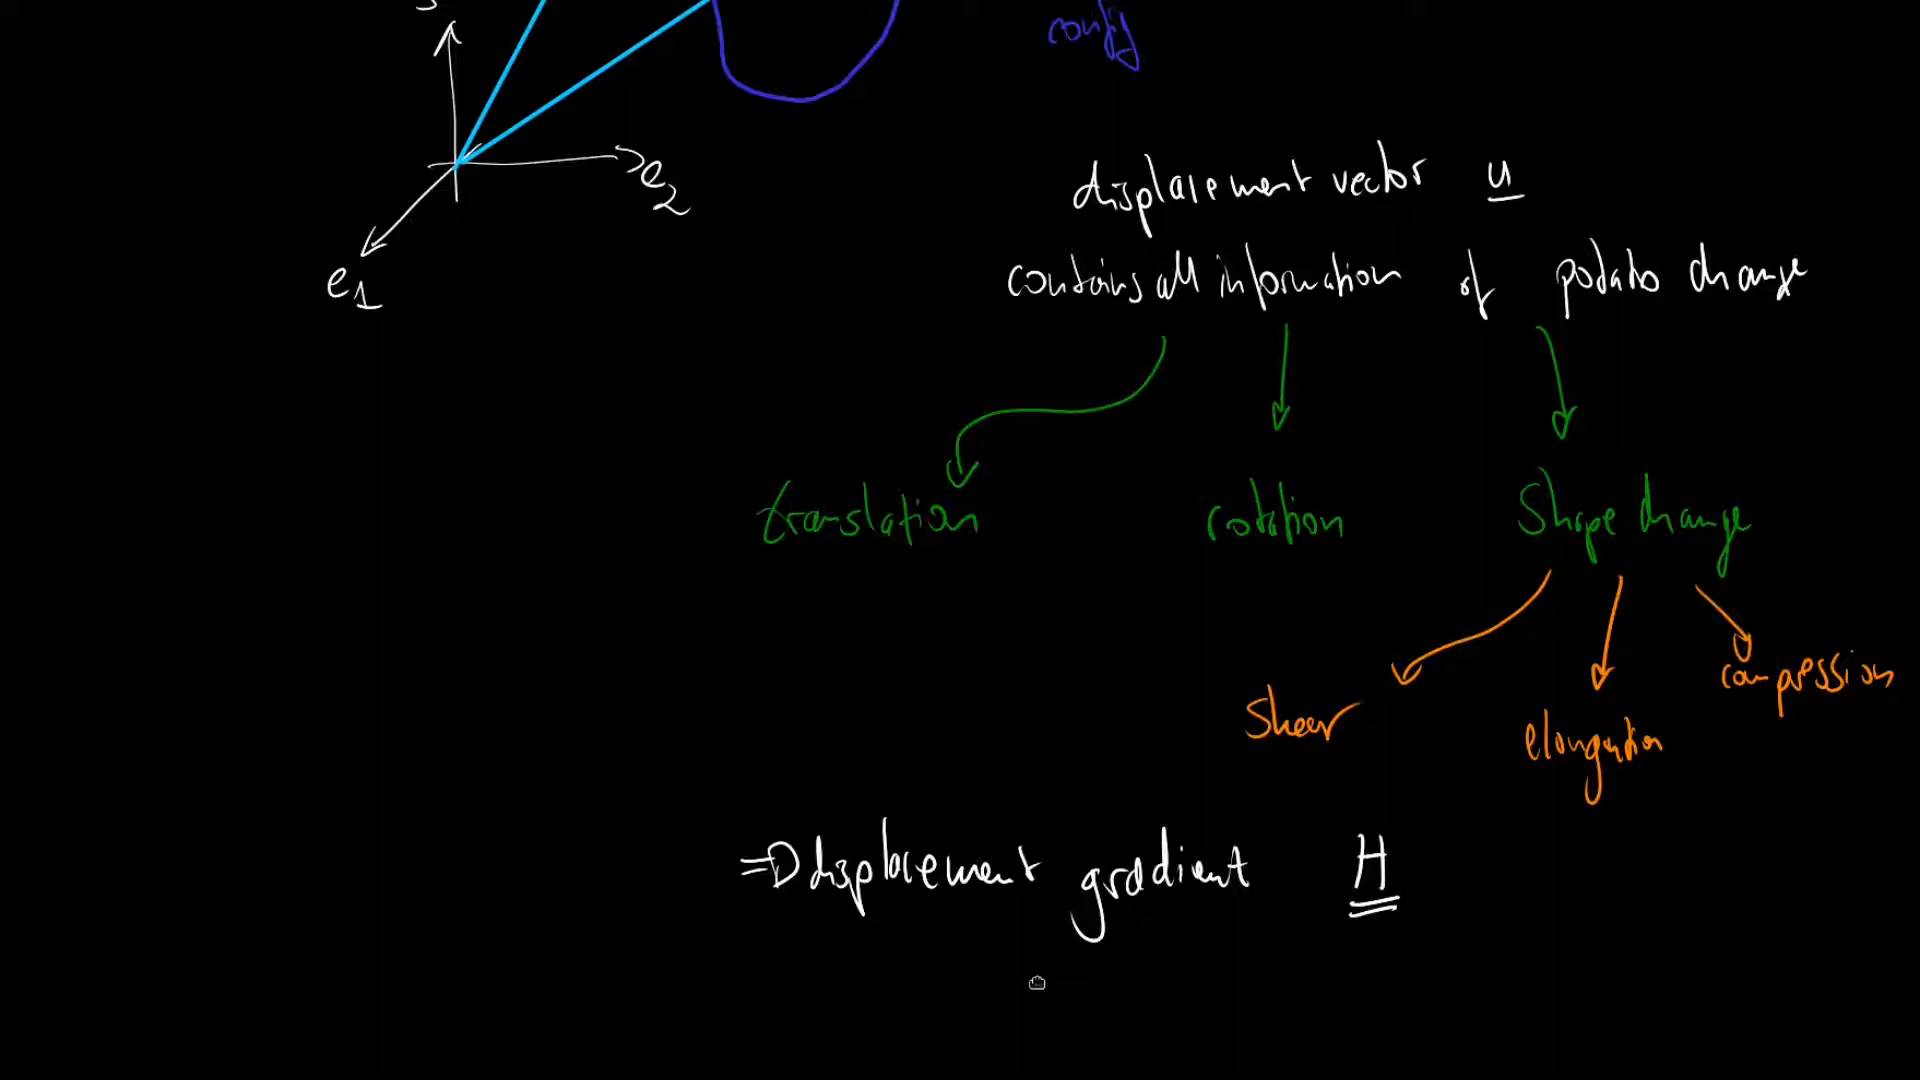 config
e2
e1
displacement vector u
contains all information of potato change
translation rotation Shape change
Shear elongation compression
=> displacement gradient H